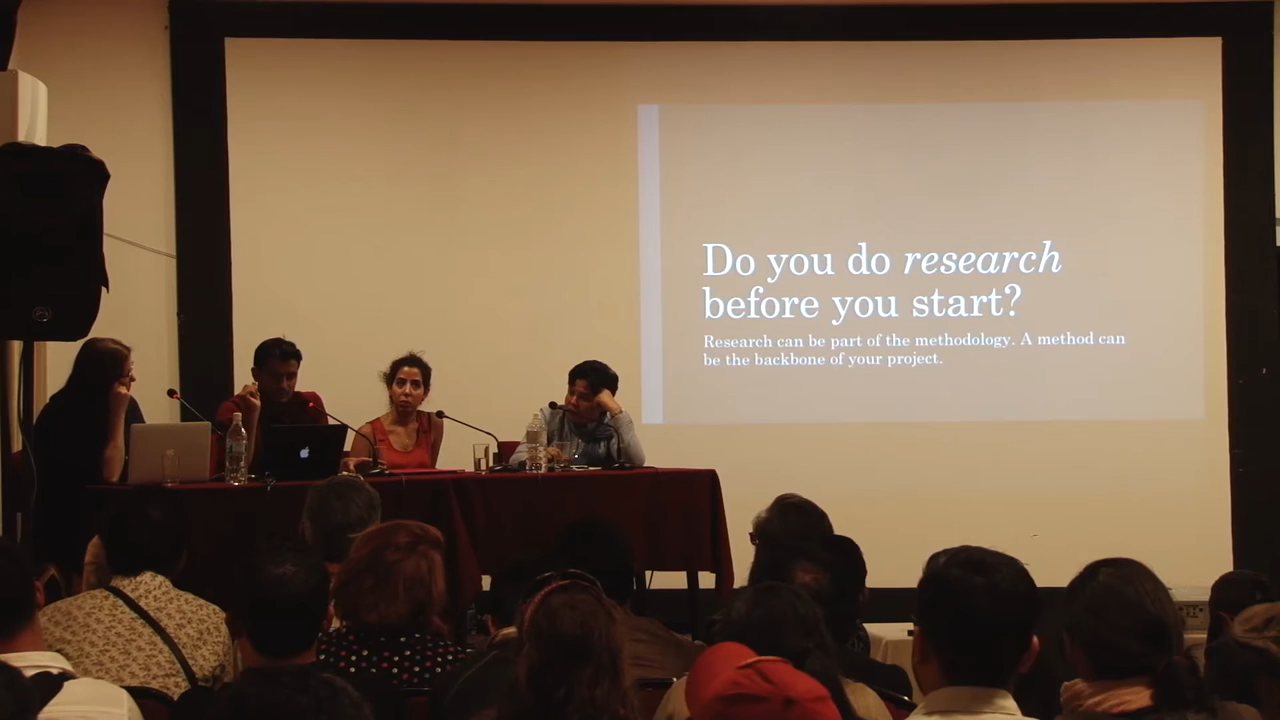 Do you do research
before you start?
Research can be part of the methodology. A method can
be the backbone of your project.